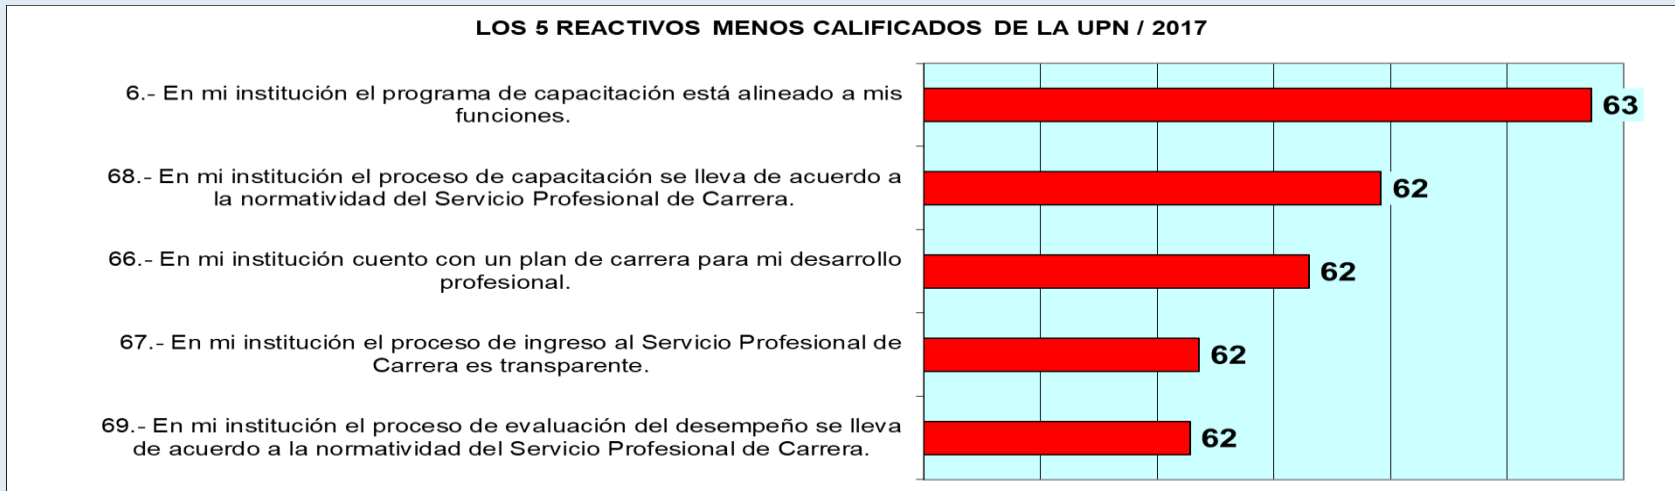 LOS 5 REACTIVOS MENOS CALIFICADOS DE LA UPN / 2017
6.- En mi institución el programa de capacitación está alineado a mis
funciones.
63
68.- En mi institución el proceso de capacitación se lleva de acuerdo a
la normatividad del Servicio Profesional de Carrera.
62
66.- En mi institución cuento con un plan de carrera para mi desarrollo
profesional.
62
67.- En mi institución el proceso de ingreso al Servicio Profesional de
Carrera es transparente.
62
69.- En mi institución el proceso de evaluación del desempeño se lleva
de acuerdo a la normatividad del Servicio Profesional de Carrera.
62